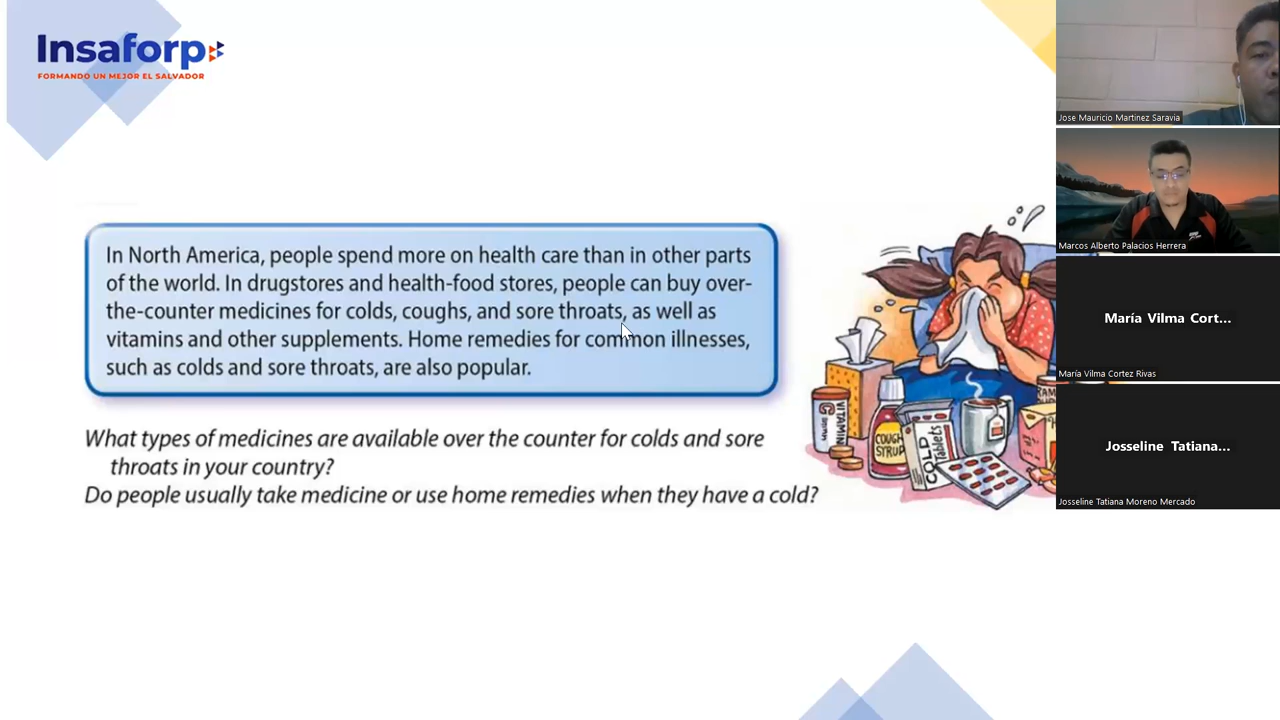 Insaforp
FORMANDO UN MEJOR EL SALVADOR
In North America, people spend more on health care than in other parts
of the world. In drugstores and health-food stores, people can buy over-
the-counter medicines for colds, coughs, and sore throats, as well as
vitamins and other supplements. Home remedies for common illnesses,
such as colds and sore throats, are also popular.
What types of medicines are available over the counter for colds and sore
throats in your country?
Do people usually take medicine or use home remedies when they have a cold?
VITAMIN
C
COUGH
SYRUP
COLD
Tablets
Jose Mauricio Martinez Saravia
Marcos Alberto Palacios Herrera
María Vilma Cort...
María Vilma Cortez Rivas
Josseline Tatiana...
Josseline Tatiana Moreno Mercado